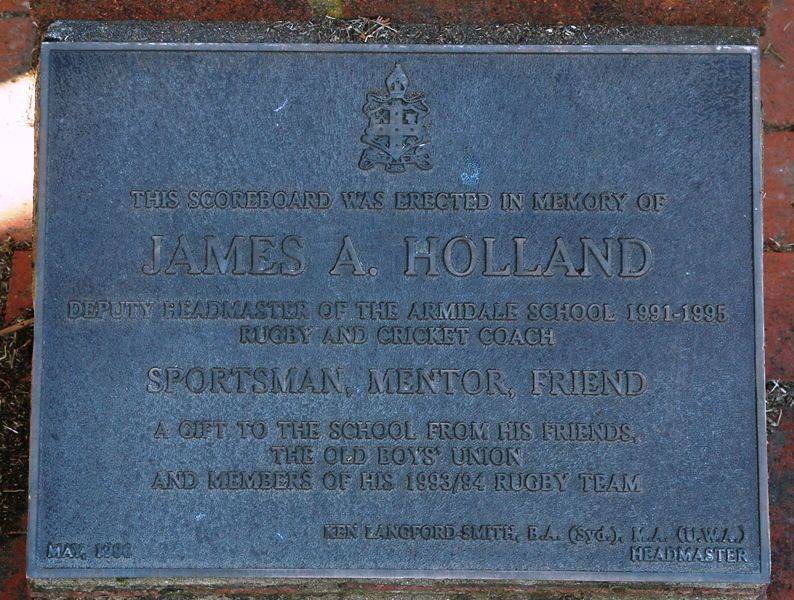 THIS SCOREBOARD WAS ERECTED IN MEMORY OF
JAMES A. HOLLAND
DEPUTY HEADMASTER OF THE ARMIDALE SCHOOL 1991-1995
RUGBY AND CRICKET COACH
SPORTSMAN, MENTOR, FRIEND
A GIFT TO THE SCHOOL FROM HIS FRIENDS,
THE OLD BOYS' UNION
AND MEMBERS OF HIS 1993/94 RUGBY TEAM
KEN LANGFORD-SMITH, B.A. (Syd.), M.A. (U.W.A.)
MAY, HEADMASTER